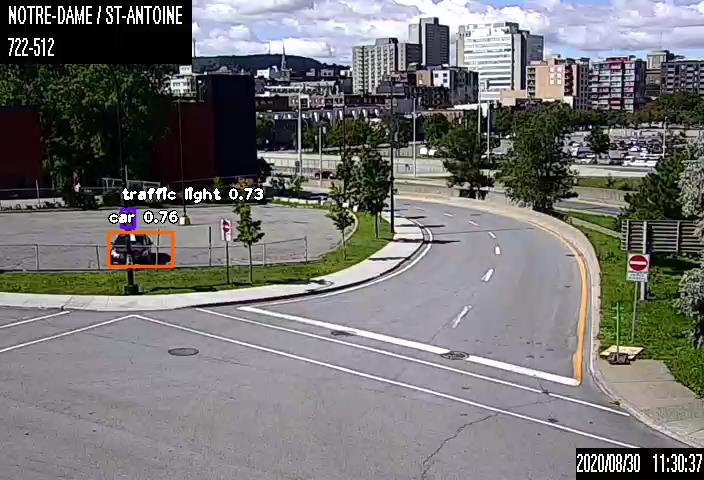 NOTRE-DAME / ST-ANTOINE
722-512
traffic light 0.73
car 0.76
2020/08/30 11:30:37